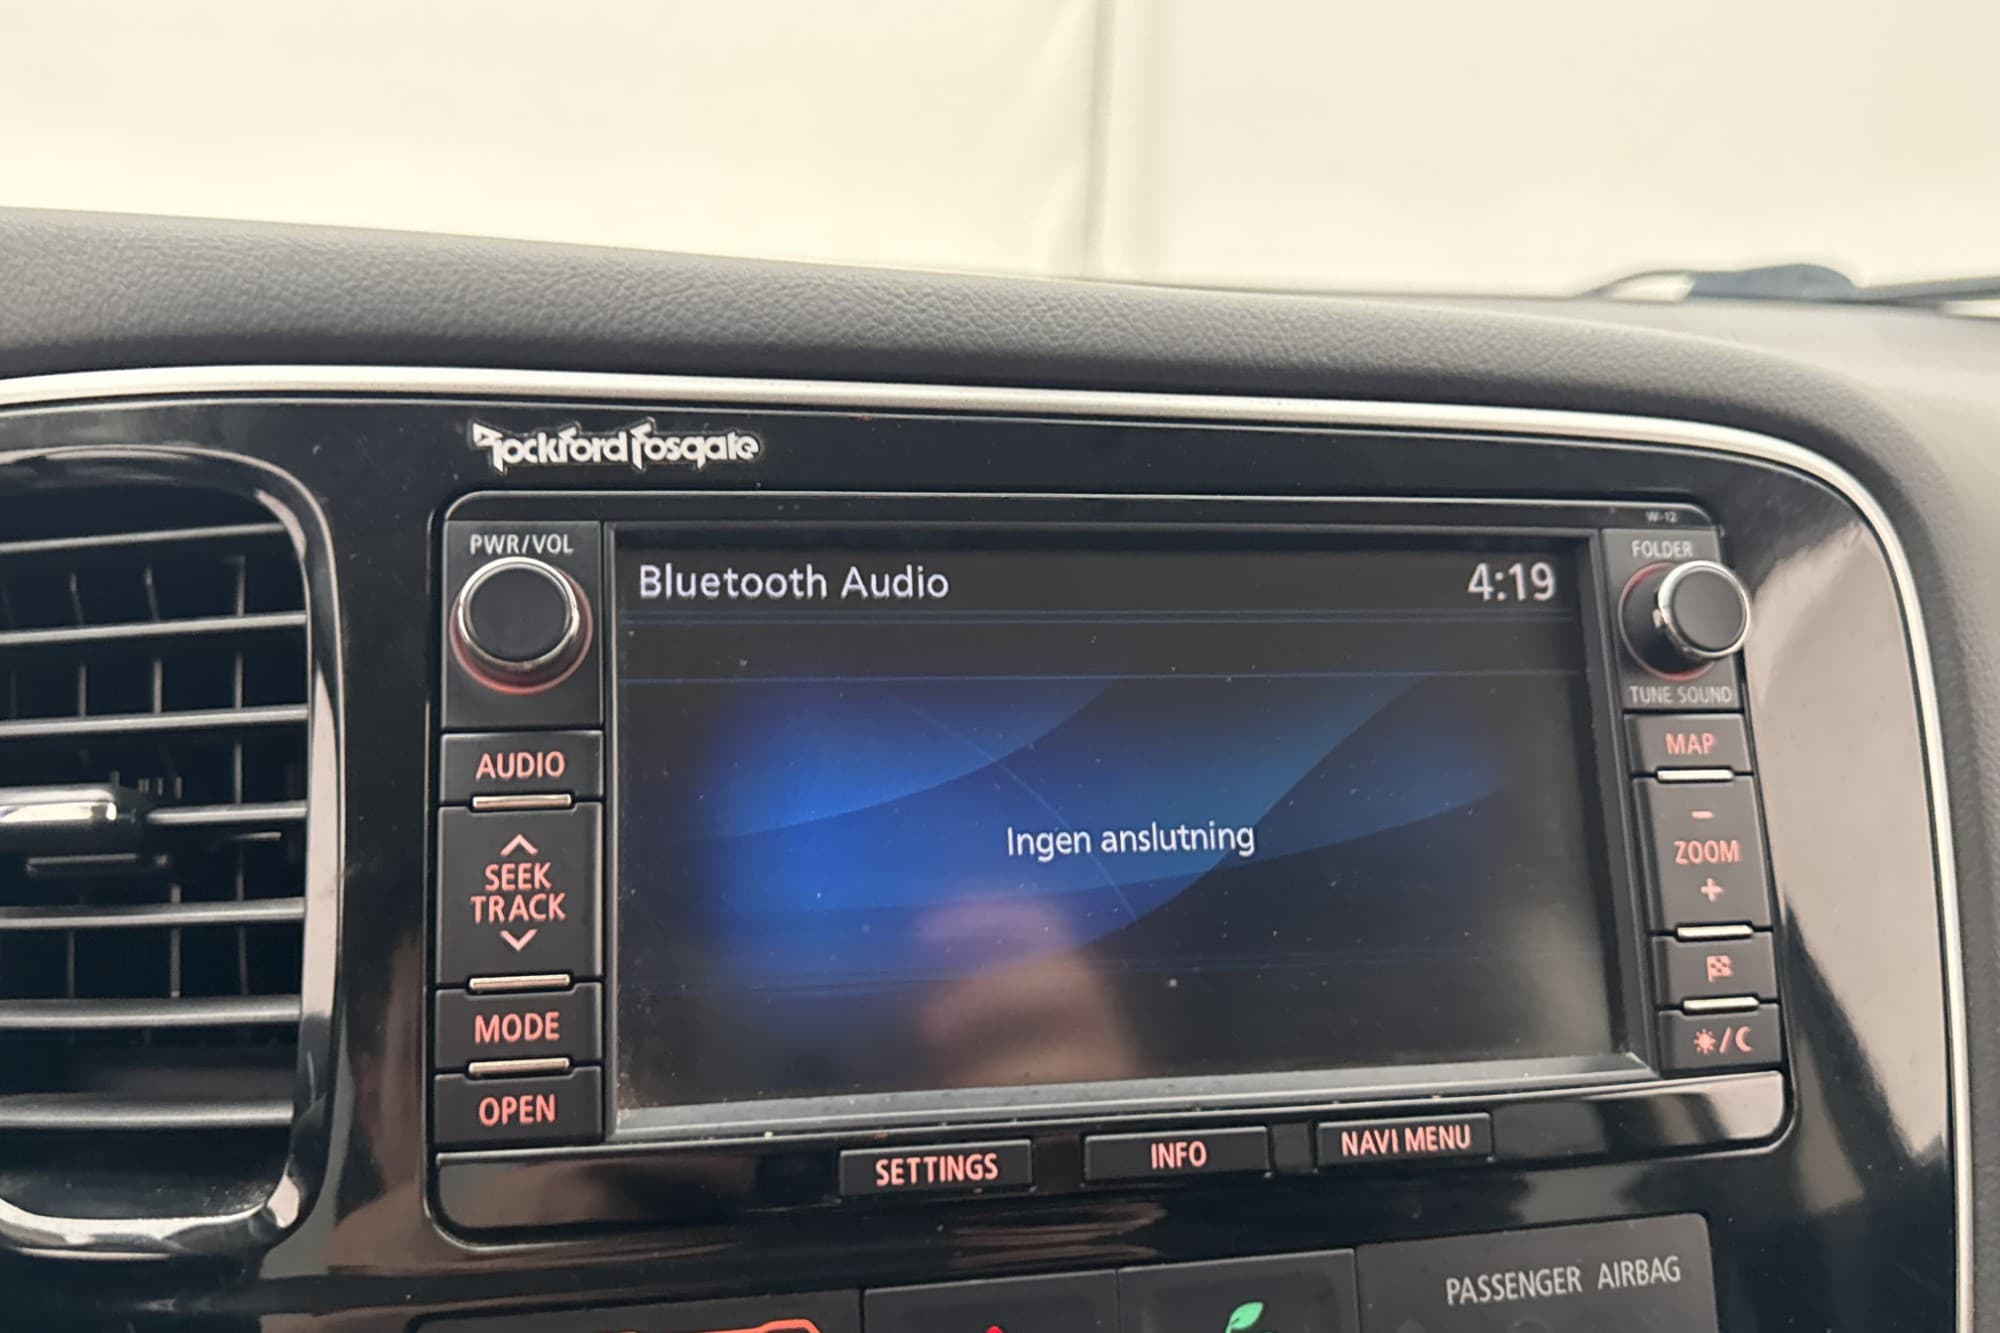 Rockford Fosgate
W-12
PWR/VOL
Bluetooth Audio
4:19
FOLDER
TUNE SOUND
AUDIO
MAP
SEEK
TRACK
Ingen anslutning
-
ZOOM
+
MODE
OPEN
SETTINGS
INFO
NAVI MENU
PASSENGER AIRBAG